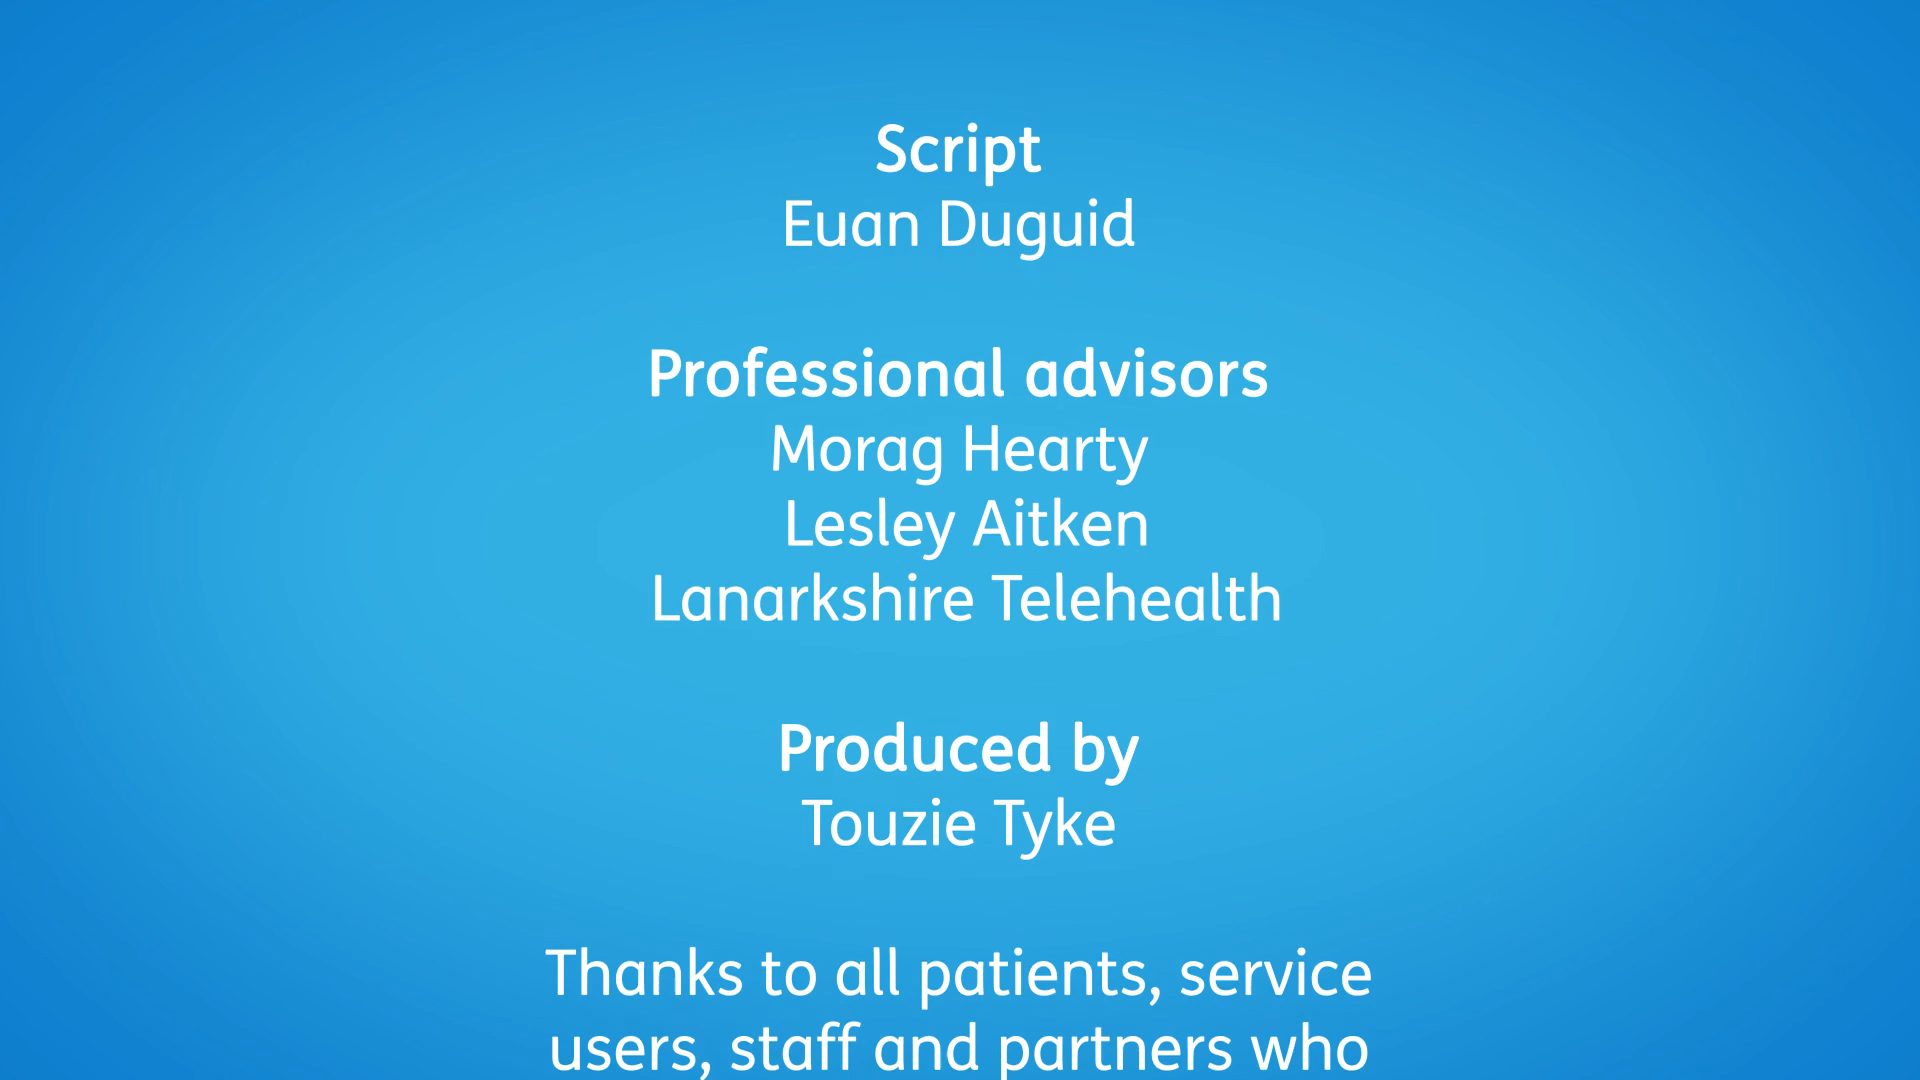 Script
Euan Duguid
Professional advisors
Morag Hearty
Lesley Aitken
Lanarkshire Telehealth
Produced by
Touzie Tyke
Thanks to all patients, service
users, staff and partners who